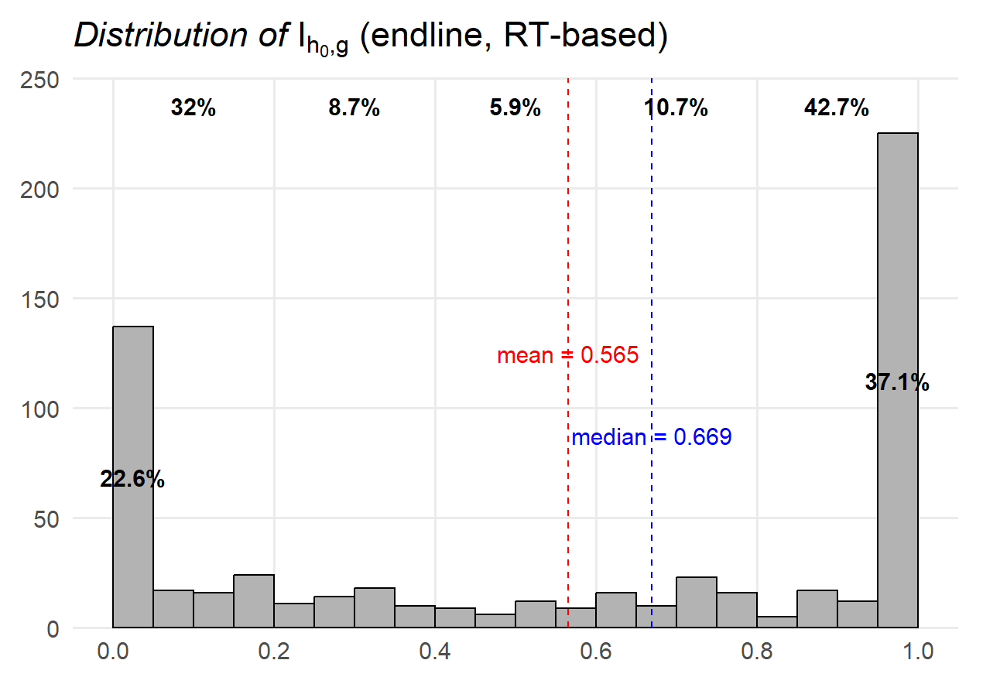 Distribution of I_{h_0,g} (endline, RT-based)
250
32% 8.7% 5.9% 10.7% 42.7%
200
150
mean = 0.565
37.1%
100
median = 0.669
22.6%
50
0
0.0 0.2 0.4 0.6 0.8 1.0